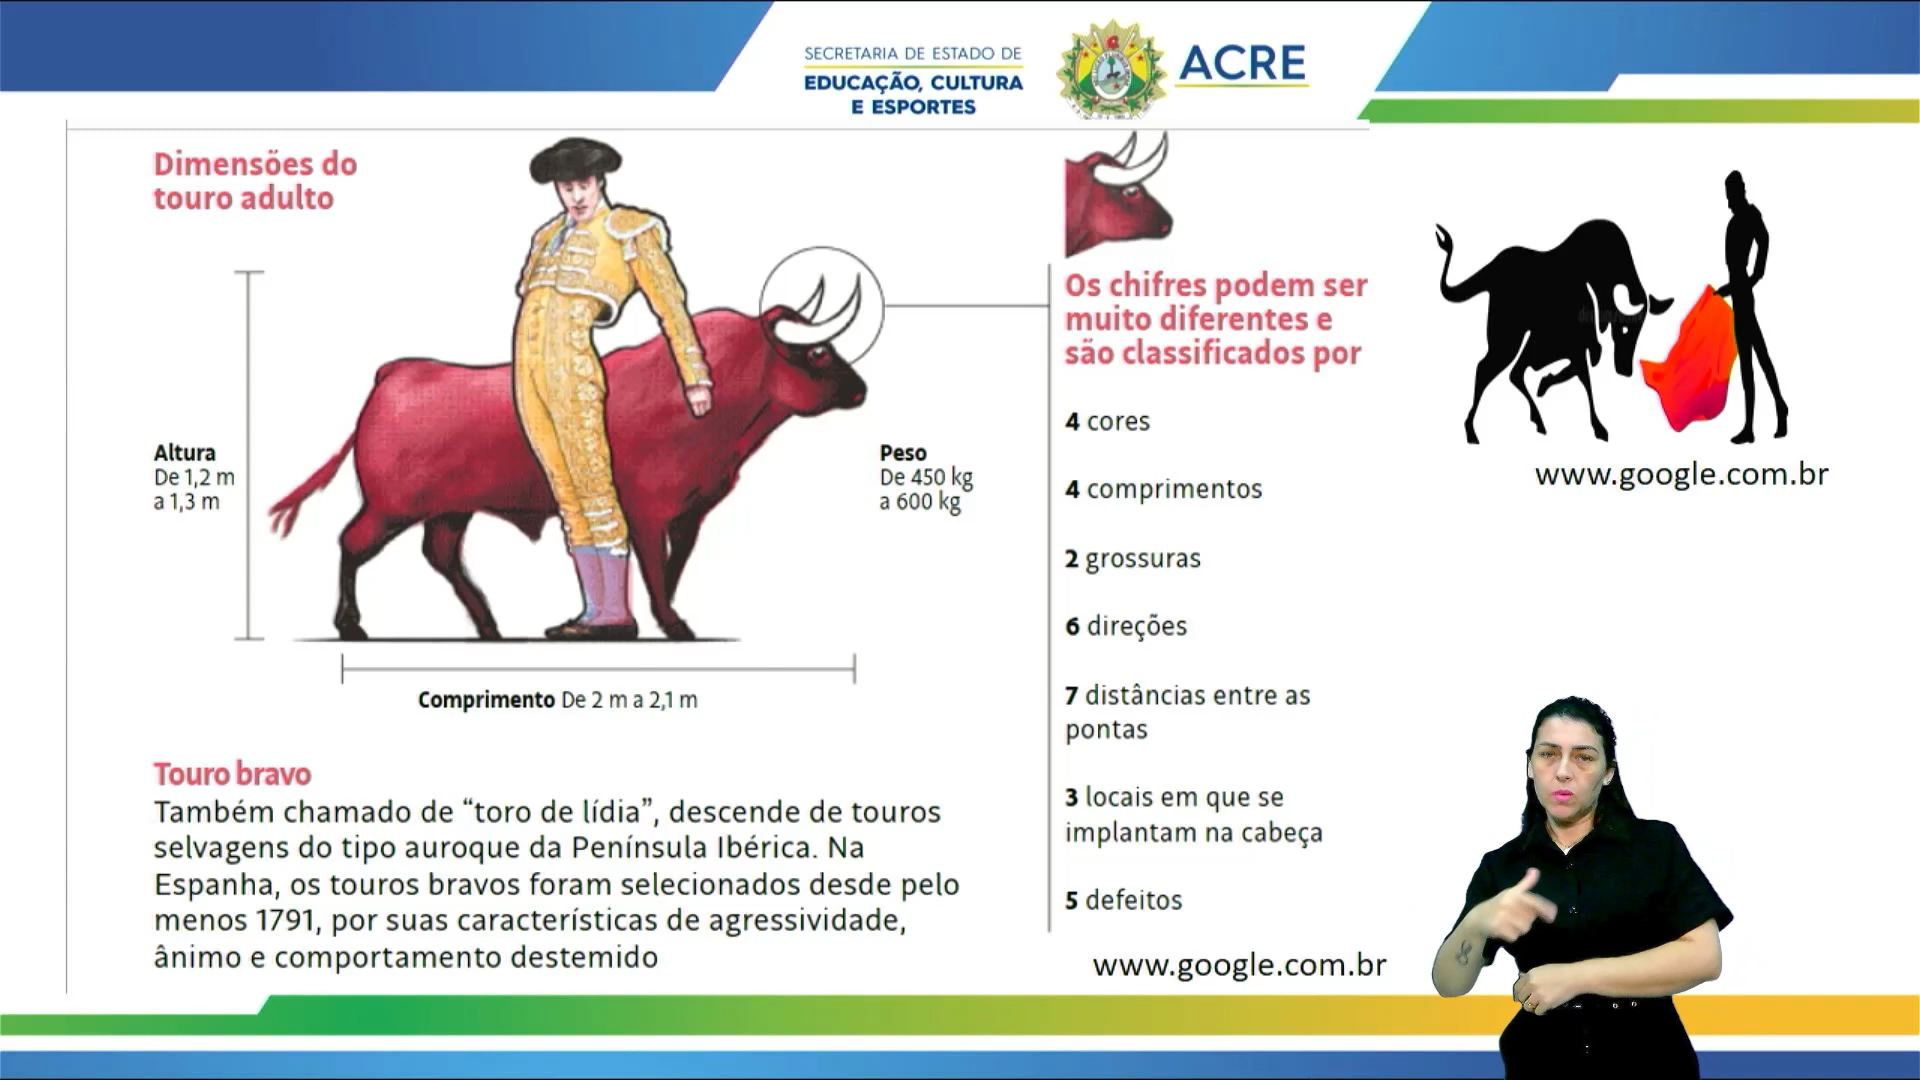 SECRETARIA DE ESTADO DE
EDUCAÇÃO, CULTURA
E ESPORTES
ACRE
Dimensões do
touro adulto
Altura
De 1,2 m
a 1,3 m
Peso
De 450 kg
a 600 kg
Comprimento De 2 m a 2,1 m
Touro bravo
Também chamado de “toro de lídia”, descende de touros
selvagens do tipo auroque da Península Ibérica. Na
Espanha, os touros bravos foram selecionados desde pelo
menos 1791, por suas características de agressividade,
ânimo e comportamento destemido
Os chifres podem ser
muito diferentes e
são classificados por
4 cores
4 comprimentos
2 grossuras
6 direções
7 distâncias entre as
pontas
3 locais em que se
implantam na cabeça
5 defeitos
www.google.com.br
www.google.com.br